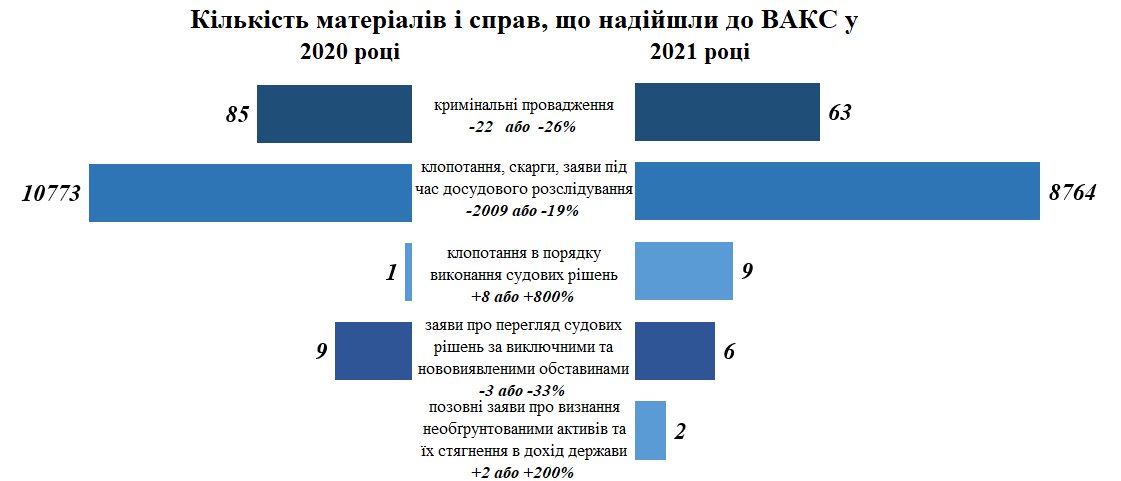 Кількість матеріалів і справ, що надійшли до ВАКС у
2020 році
2021 році
85
кримінальні провадження
-22 або -26%
63
10773
клопотання, скарги, заяви під
час досудового розслідування
-2009 або -19%
8764
1
клопотання в порядку
виконання судових рішень
+8 або +800%
9
9
заяви про перегляд судових
рішень за виключними та
нововиявленими обставинами
-3 або -33%
6
позовні заяви про визнання
необґрунтованими активів та
їх стягнення в дохід держави
+2 або +200%
2